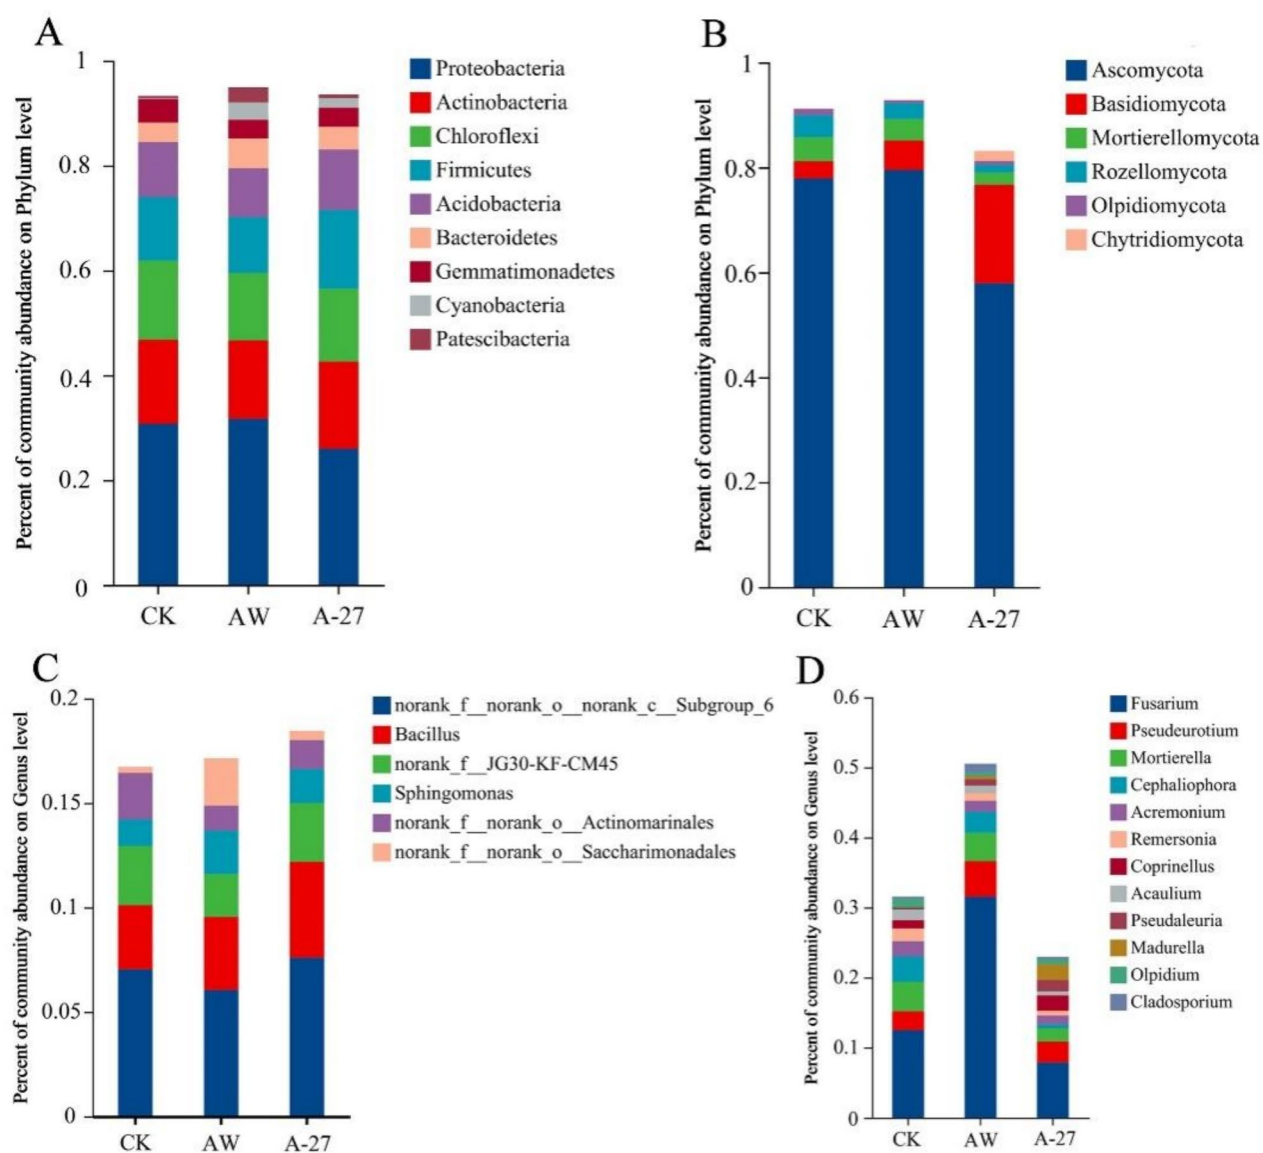 A
Percent of community abundance on Phylum level
1
0.8
0.6
0.4
0.2
0
CK
AW
A-27
Proteobacteria
Actinobacteria
Chloroflexi
Firmicutes
Acidobacteria
Bacteroidetes
Gemmatimonadetes
Cyanobacteria
Patescibacteria
B
Percent of community abundance on Phylum level
1
0.8
0.6
0.4
0.2
0
CK
AW
A-27
Ascomycota
Basidiomycota
Mortierellomycota
Rozellomycota
Olpidiomycota
Chytridiomycota
C
Percent of community abundance on Genus level
0.2
0.15
0.1
0.05
0
CK
AW
A-27
norank_f__norank_o__norank_c__Subgroup_6
Bacillus
norank_f__JG30-KF-CM45
Sphingomonas
norank_f__norank_o__Actinomarinales
norank_f__norank_o__Saccharimonadales
D
Percent of community abundance on Genus level
0.6
0.5
0.4
0.3
0.2
0.1
0
CK
AW
A-27
Fusarium
Pseudeurotium
Mortierella
Cephaliophora
Acremonium
Remersonia
Coprinellus
Acaulium
Pseudaleuria
Madurella
Olpidium
Cladosporium